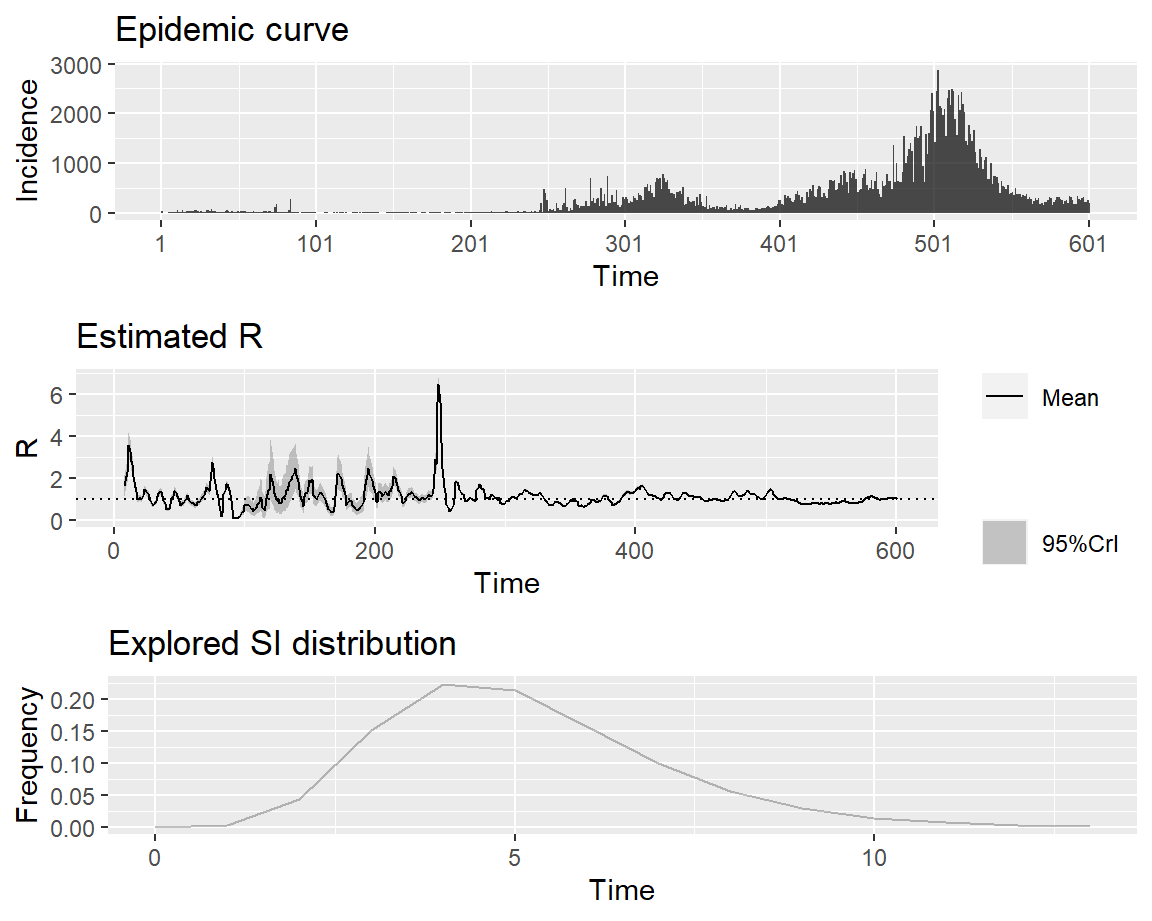 Epidemic curve
3000
2000
1000
0
Incidence
1 101 201 301 401 501 601
Time
Estimated R
6
4
2
0
R
0 200 400 600
Time
Mean
95%CrI
Explored SI distribution
0.20
0.15
0.10
0.05
0.00
Frequency
0 5 10
Time